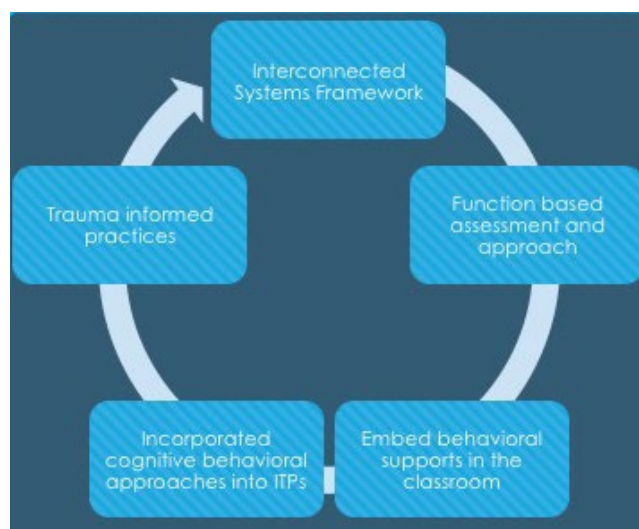 Interconnected
Systems Framework
Function based
assessment and
approach
Embed behavioral
supports in the
classroom
Incorporated
cognitive behavioral
approaches into ITPs
Trauma informed
practices